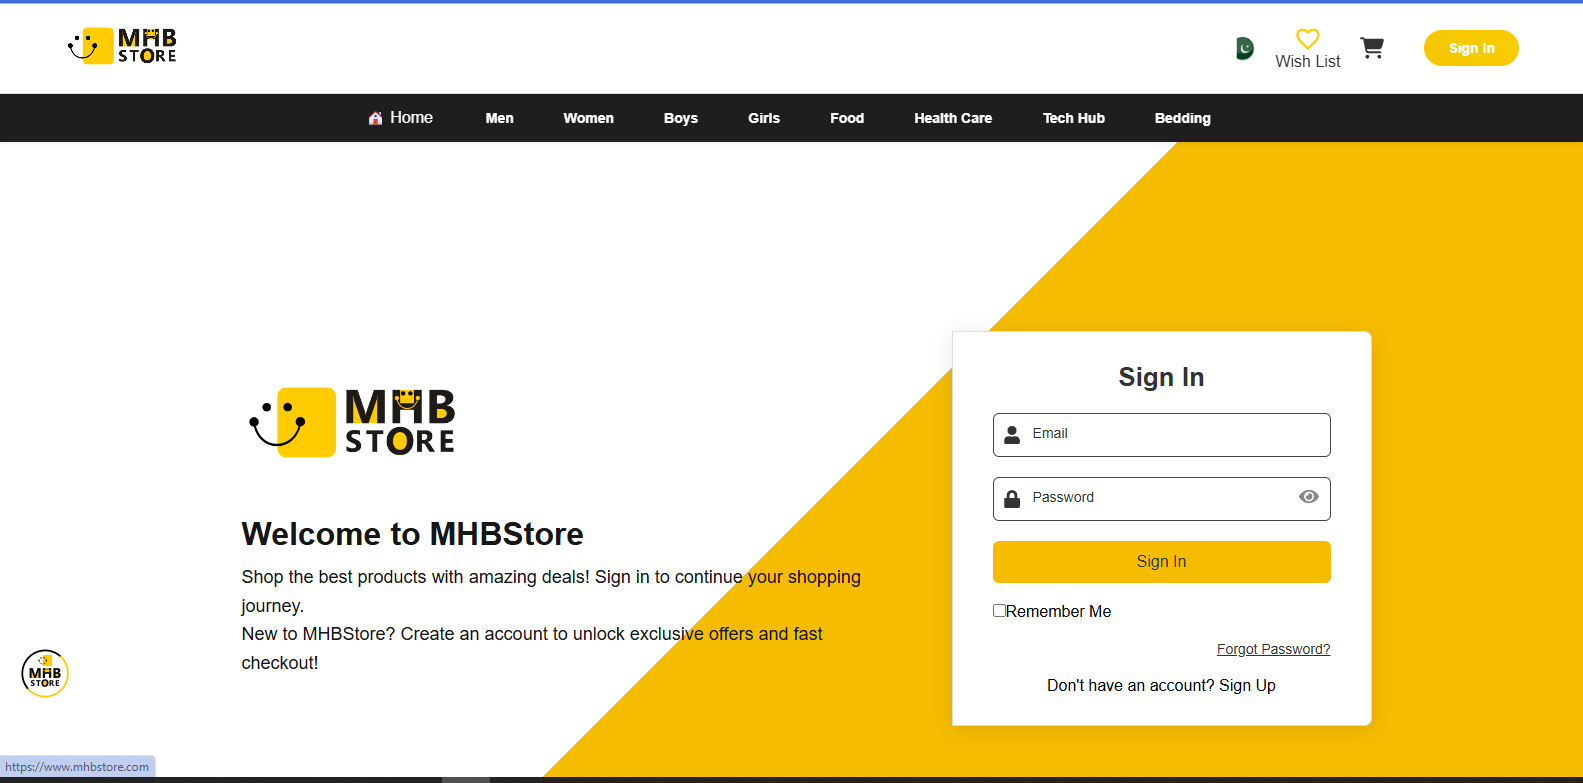 MHB
STORE
Wish List
Sign In
Home
Men
Women
Boys
Girls
Food
Health Care
Tech Hub
Bedding
MHB
STORE
Welcome to MHBStore
Shop the best products with amazing deals! Sign in to continue your shopping
journey.
New to MHBStore? Create an account to unlock exclusive offers and fast
checkout!
Sign In
Email
Password
Sign In
Remember Me
Forgot Password?
Don't have an account? Sign Up
MHB
STORE
https://www.mhbstore.com